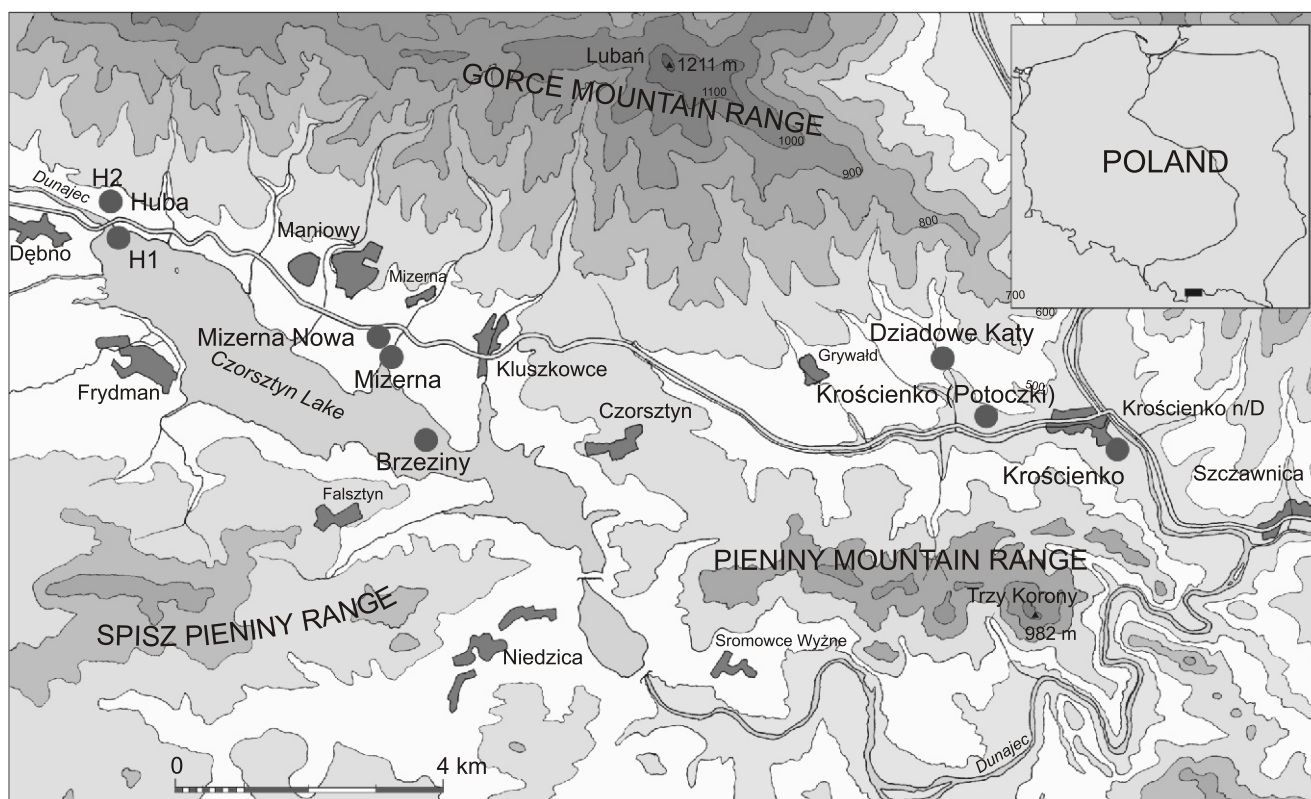 Lubań
1211 m
GORCE MOUNTAIN RANGE
1100
1000
900
800
700
600
500
POLAND
Dunajec
H2
Huba
H1
Dębno
Maniowy
Mizerna
Mizerna Nowa
Mizerna
Kluszkowce
Czorsztyn Lake
Frydman
Brzeziny
Falsztyn
Czorsztyn
Dziadowe Kąty
Grywałd
Krościenko (Potoczki)
Krościenko n/D
Krościenko
Szczawnica
PIENINY MOUNTAIN RANGE
Trzy Korony
982 m
SPISZ PIENINY RANGE
Niedzica
Sromowce Wyżne
Dunajec
0
4 km